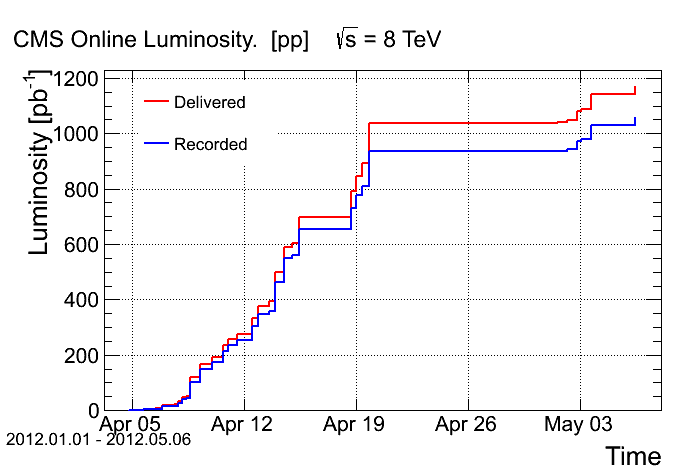 CMS Online Luminosity. [pp] √s = 8 TeV
Luminosity [pb⁻¹]
1200
1000
800
600
400
200
0
Delivered
Recorded
Apr 05 Apr 12 Apr 19 Apr 26 May 03
2012.01.01 - 2012.05.06
Time